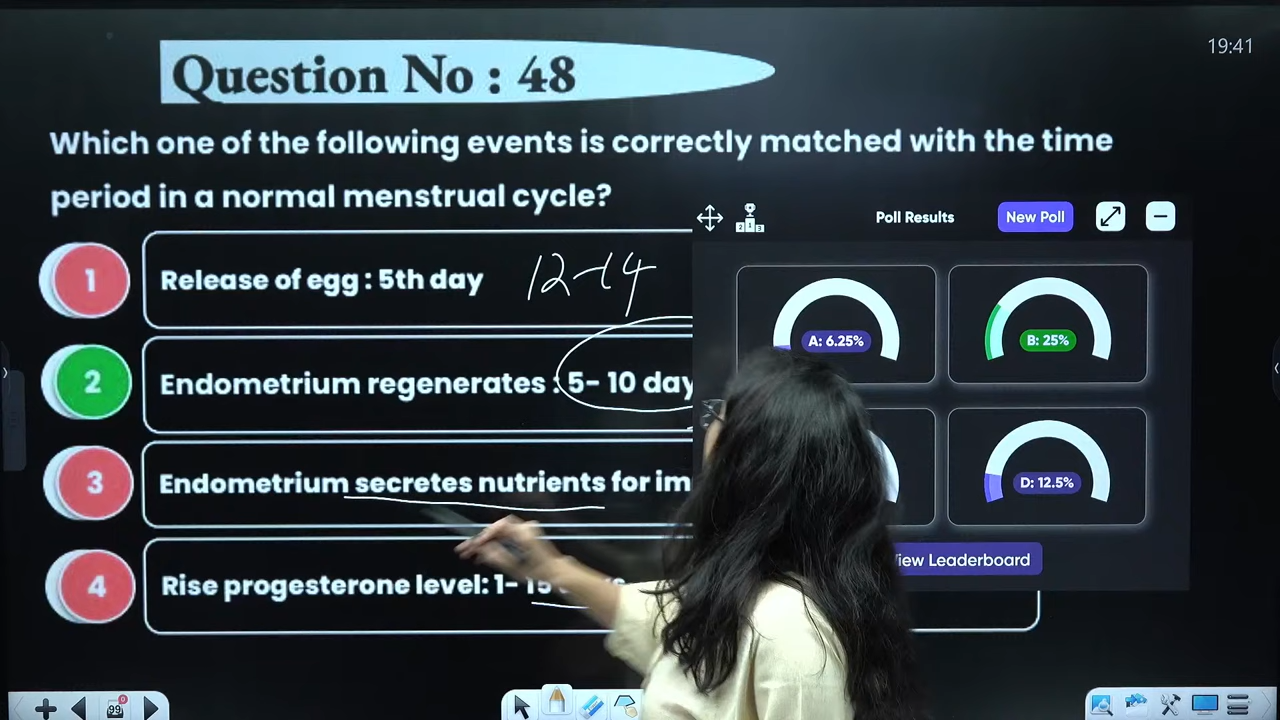 19:41
Question No : 48
Which one of the following events is correctly matched with the time
period in a normal menstrual cycle?
Poll Results
New Poll
1
Release of egg : 5th day
12-14
A: 6.25%
B: 25%
2
Endometrium regenerates : 5- 10 day
3
Endometrium secretes nutrients for im
D: 12.5%
View Leaderboard
4
Rise progesterone level: 1- 15
99